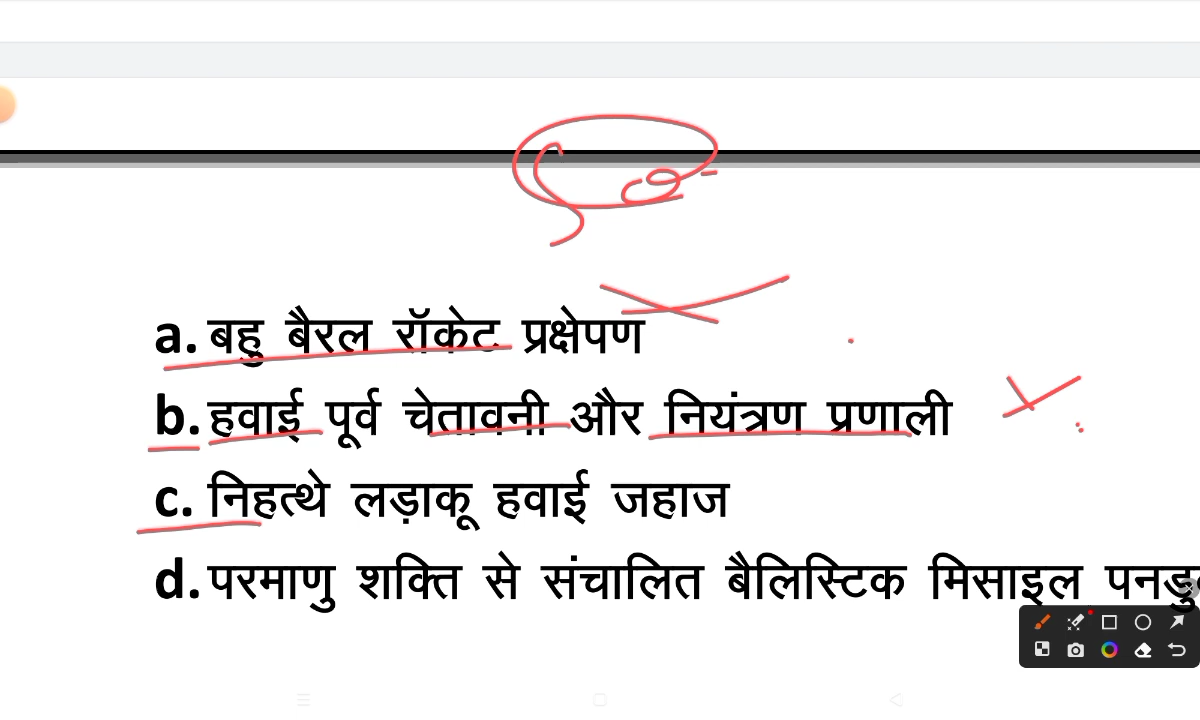 a. बहु बैरल रॉकेट प्रक्षेपण
b. हवाई पूर्व चेतावनी और नियंत्रण प्रणाली
c. निहत्थे लड़ाकू हवाई जहाज
d. परमाणु शक्ति से संचालित बैलिस्टिक मिसाइल